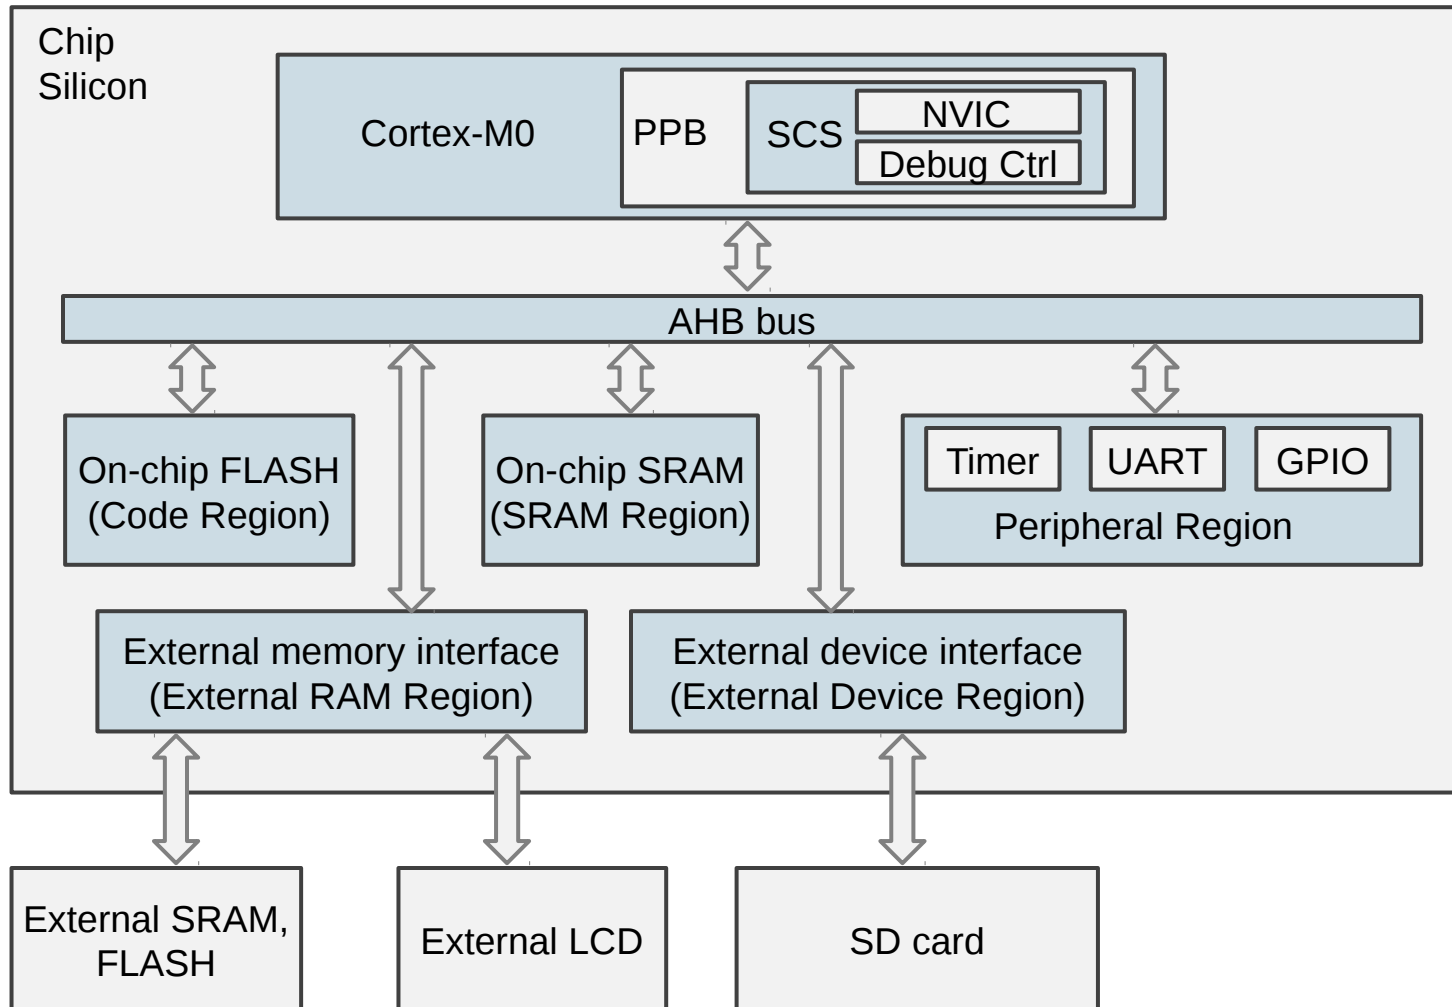 Chip
Silicon
Cortex-M0
PPB
SCS
NVIC
Debug Ctrl
AHB bus
On-chip FLASH
(Code Region)
On-chip SRAM
(SRAM Region)
Timer
UART
GPIO
Peripheral Region
External memory interface
(External RAM Region)
External device interface
(External Device Region)
External SRAM,
FLASH
External LCD
SD card